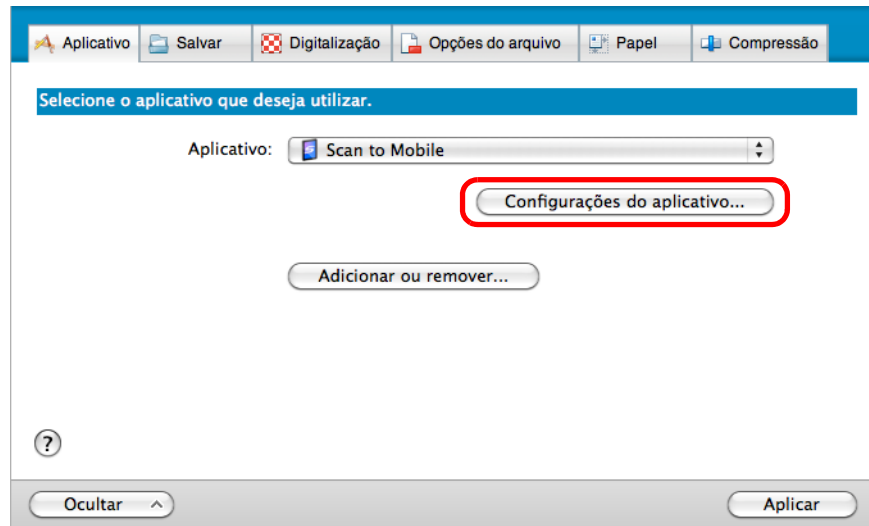 Aplicativo Salvar Digitalização Opções do arquivo Papel Compressão
Selecione o aplicativo que deseja utilizar.
Aplicativo: Scan to Mobile
Configurações do aplicativo...
Adicionar ou remover...
?
Ocultar Aplicar